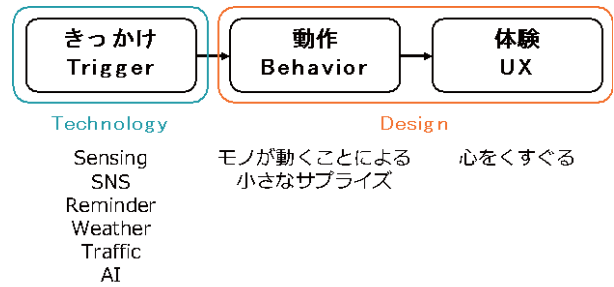 きっかけ
Trigger
動作
Behavior
体験
UX
Technology
Design
Sensing
SNS
Reminder
Weather
Traffic
AI
モノが動くことによる
小さなサプライズ
心をくすぐる